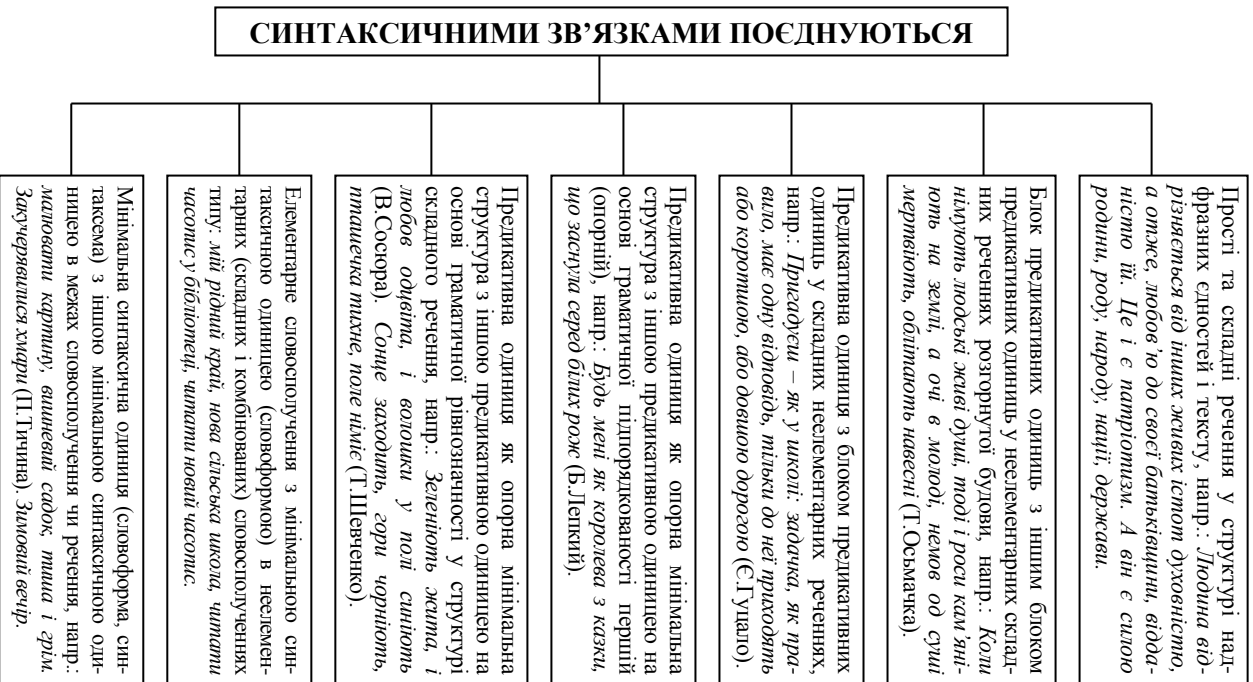 СИНТАКСИЧНИМИ ЗВ’ЯЗКАМИ ПОЄДНУЮТЬСЯ
Мінімальна синтаксична одиниця (словоформа, син-
таксема) з іншою мінімальною синтаксичною оди-
ницею в межах словосполучення чи речення, напр.:
малювати картину, вишневий садок, тиша і грім.
Закучерявилися хмари (П.Тичина). Зимовий вечір.
Елементарне словосполучення з мінімальною син-
таксичною одиницею (словоформою) в неелемен-
тарних (складних і комбінованих) словосполученнях
типу: мій рідний край, нова сільська школа, читати
часопис у бібліотеці, читати новий часопис.
Предикативна одиниця як опорна мінімальна
структура з іншою предикативною одиницею на
основі граматичної рівнозначності у структурі
складного речення, напр.: Зеленіють жита, і
любов одцвіта, і волошки у полі синіють
(В.Сосюра). Сонце заходить, гори чорніють,
пташечка тихне, поле німіє (Т.Шевченко).
Предикативна одиниця як опорна мінімальна
структура з іншою предикативною одиницею на
основі граматичної підпорядкованості першій
(опорній), напр.: Будь мені як королева з казки,
що заснула серед білих рож (Б.Лепкий).
Предикативна одиниця з блоком предикативних
одиниць у складних неелементарних реченнях,
напр.: Пригадуєш – як у школі: задачка, як пра-
вило, має одну відповідь, тільки до неї приходять
або коротшою, або довшою дорогою (Є.Гуцало).
Блок предикативних одиниць з іншим блоком
предикативних одиниць у неелементарних склад-
них реченнях розгорнутої будови, напр.: Коли
німують людські живі душі, тоді і роси кам’яні-
ють на землі, а очі в молоді, немов од суші
мертвіють, облітають навесні (Т.Осьмачка).
Прості та складні речення у структурі над-
фразних єдностей і тексту, напр.: Людина від-
різняється від інших живих істот духовністю,
а отже, любов’ю до своєї батьківщини, відда-
ністю їй. Це і є патріотизм. А він є силою
родини, роду, народу, нації, держави.